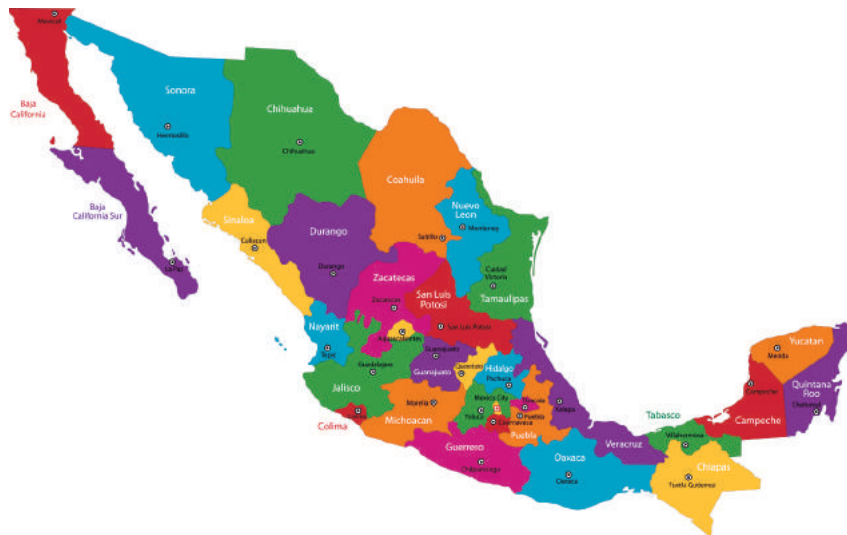 Mexicali
Baja
California
Sonora
Hermosillo
Chihuahua
Chihuahua
Coahuila
Saltillo
Nuevo
Leon
Monterrey
Baja
California Sur
La Paz
Sinaloa
Culiacan
Durango
Durango
Zacatecas
Zacatecas
San Luis
Potosi
San Luis Potosi
Ciudad
Victoria
Tamaulipas
Nayarit
Tepic
Aguascalientes
Guadalajara
Jalisco
Guanajuato
Guanajuato
Queretaro
Hidalgo
Pachuca
Colima
Morelia
Michoacan
Mexico City
Toluca
Cuernavaca
Tlaxcala
Puebla
Puebla
Xalapa
Veracruz
Guerrero
Chilpancingo
Oaxaca
Oaxaca
Tabasco
Villahermosa
Chiapas
Tuxtla Gutierrez
Campeche
Campeche
Yucatan
Merida
Quintana
Roo
Chetumal